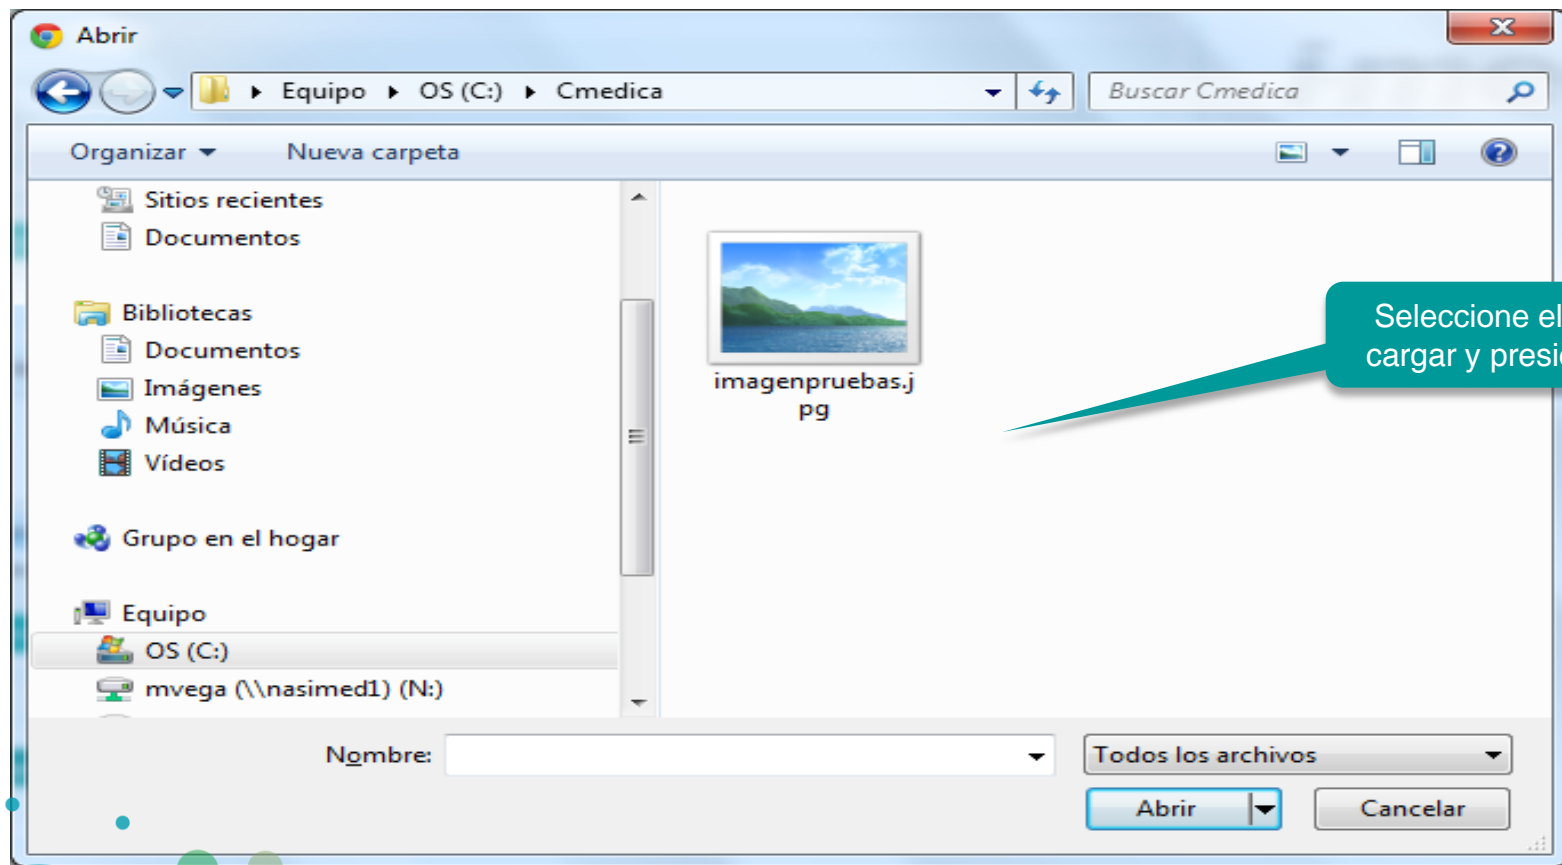 Abrir
Equipo OS (C:) Cmedica
Buscar Cmedica
Organizar
Nueva carpeta
Sitios recientes
Documentos
Bibliotecas
Documentos
Imágenes
Música
Vídeos
Grupo en el hogar
Equipo
OS (C:)
mvega (\\nasimed1) (N:)
imagenpruebas.j
pg
Seleccione el
cargar y presi
Nombre:
Todos los archivos
Abrir
Cancelar